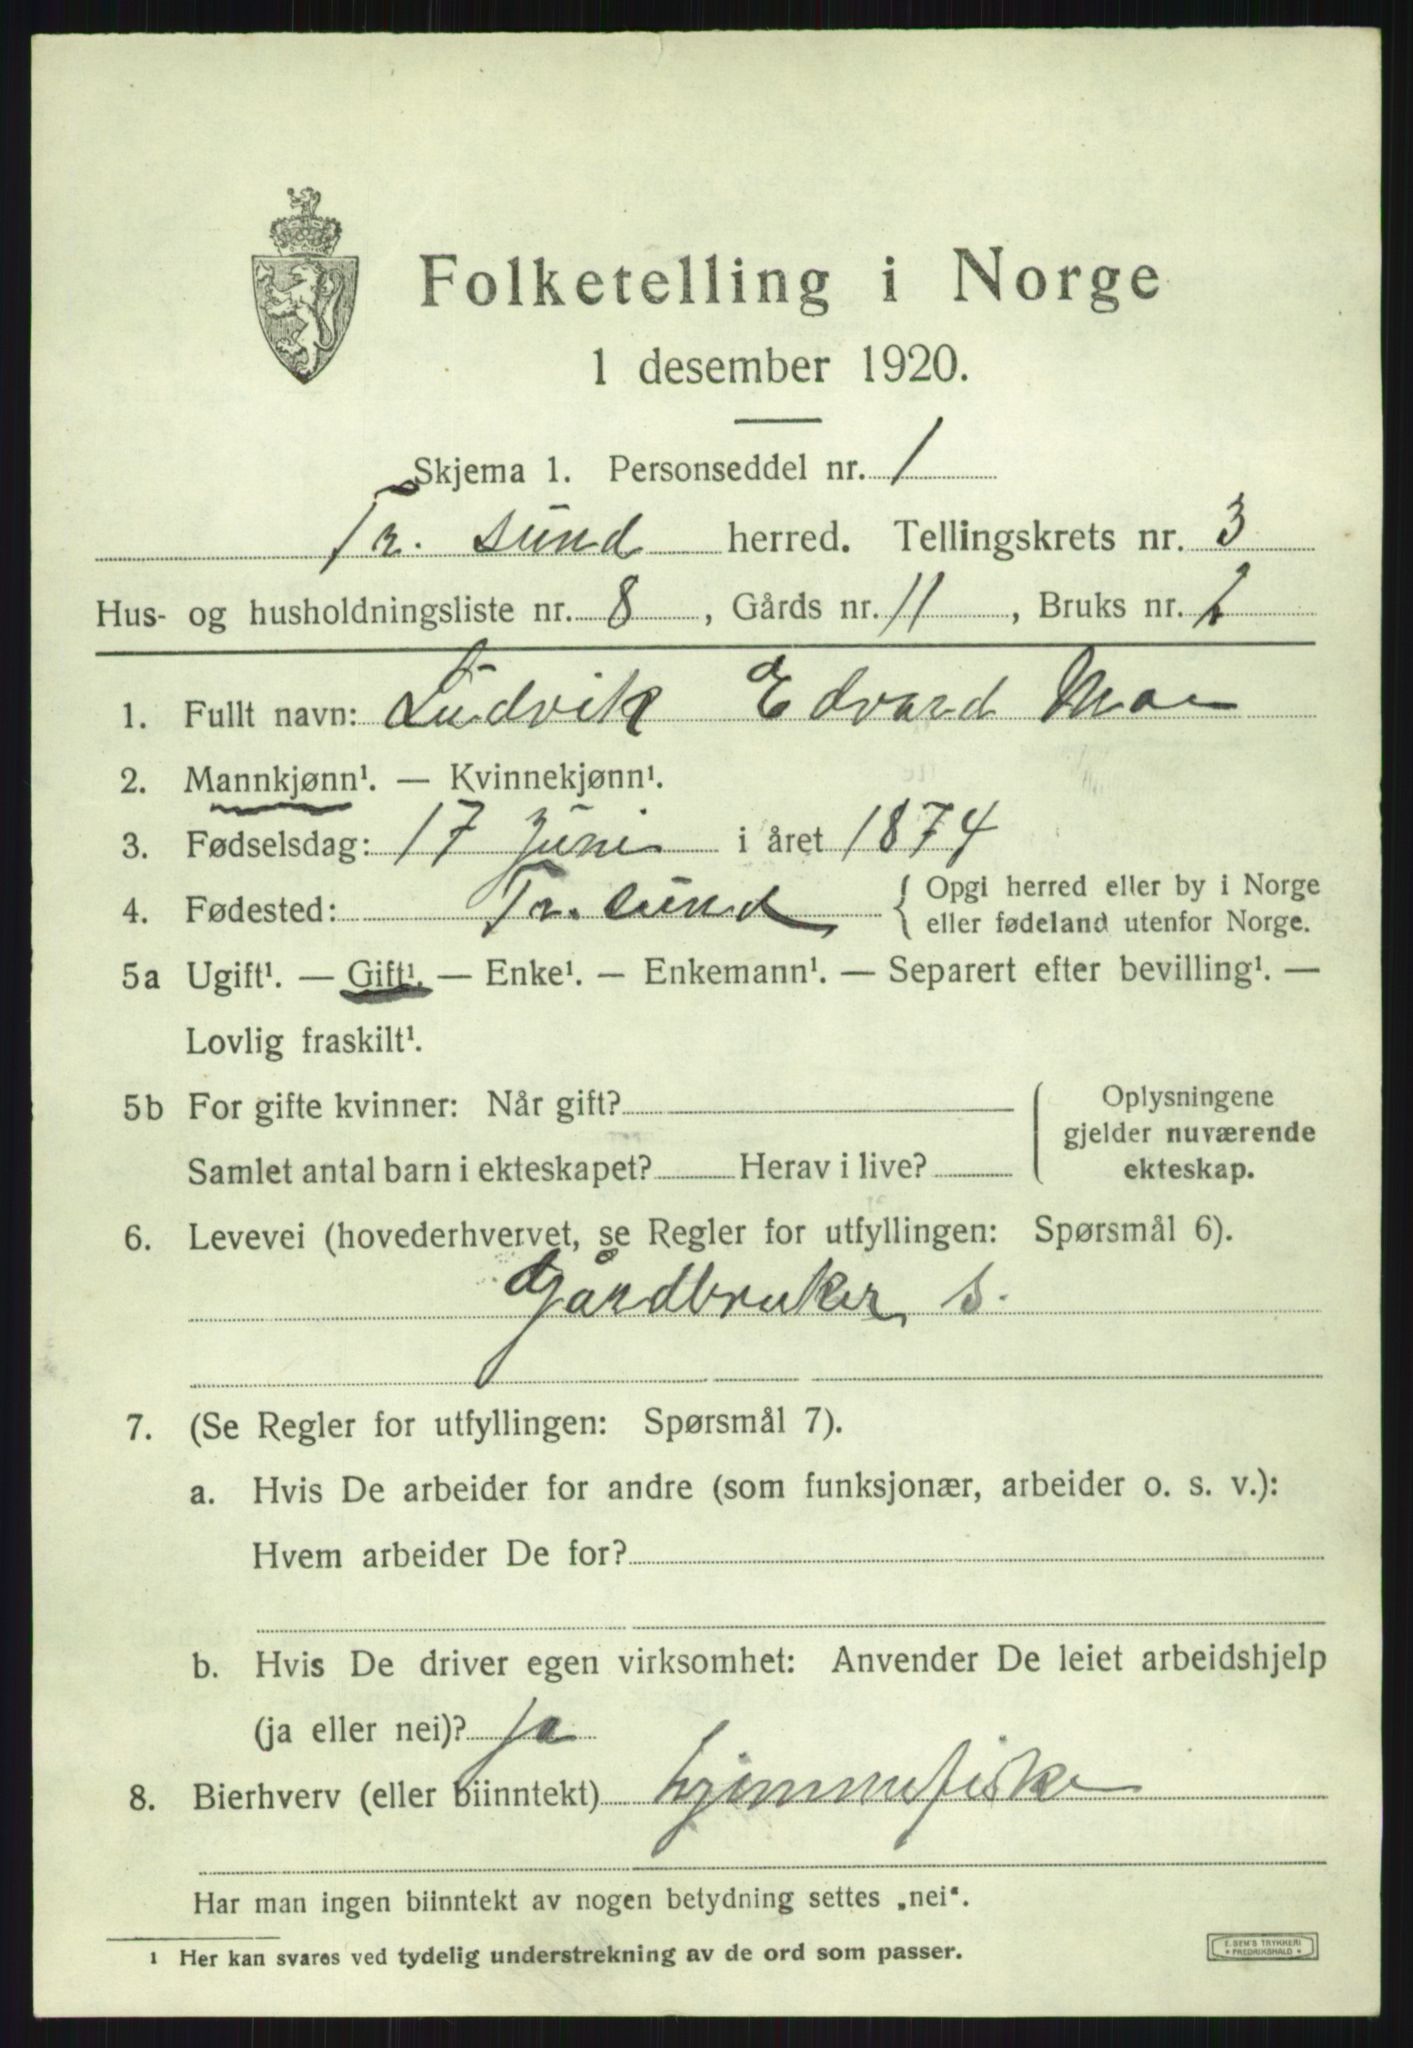 Folketelling i Norge
1 desember 1920.
Skjema 1. Personseddel nr. 1
Tr. sund herred. Tellingskrets nr. 3
Hus- og husholdningsliste nr. 8, Gårds nr. 11, Bruks nr.
1. Fullt navn: Ludvik Edvard Moe
2. Mannkjønn¹. — Kvinnekjønn¹.
3. Fødselsdag: 17 Juni i året 1874
4. Fødested: Tr. sund { Opgi herred eller by i Norge
eller fødeland utenfor Norge.
5a Ugift¹. — Gift¹. — Enke¹. — Enkemann¹. — Separert efter bevilling¹. —
Lovlig fraskilt¹.
5b For gifte kvinner: Når gift?
Samlet antal barn i ekteskapet? Herav i live?
Oplysningene
gjelder nuværende
ekteskap.
6. Levevei (hovederhvervet, se Regler for utfyllingen: Spørsmål 6).
Gårdbruker s.
7. (Se Regler for utfyllingen: Spørsmål 7).
a. Hvis De arbeider for andre (som funksjonær, arbeider o. s. v.):
Hvem arbeider De for?
b. Hvis De driver egen virksomhet: Anvender De leiet arbeidshjelp
(ja eller nei)? ja
8. Bierhverv (eller biinntekt) hjemmefiske
Har man ingen biinntekt av nogen betydning settes „nei“.
1 Her kan svares ved tydelig understrekning av de ord som passer.
E. SEM'S TRYKKERI
* FREDRIKSHALD *